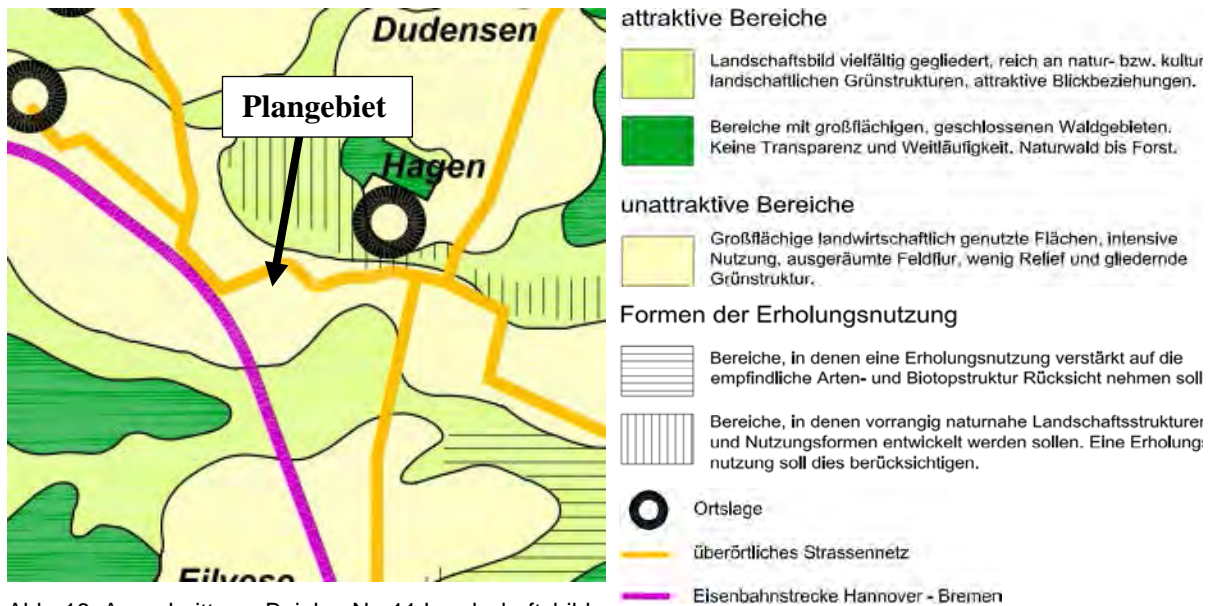 Dudensen
Plangebiet
Hagen
Eilvese
attraktive Bereiche
Landschaftsbild vielfältig gegliedert, reich an natur- bzw. kultur
landschaftlichen Grünstrukturen, attraktive Blickbeziehungen.
Bereiche mit großflächigen, geschlossenen Waldgebieten.
Keine Transparenz und Weitläufigkeit. Naturwald bis Forst.
unattraktive Bereiche
Großflächige landwirtschaftlich genutzte Flächen, intensive
Nutzung, ausgeräumte Feldflur, wenig Relief und gliedernde
Grünstruktur.
Formen der Erholungsnutzung
Bereiche, in denen eine Erholungsnutzung verstärkt auf die
empfindliche Arten- und Biotopstruktur Rücksicht nehmen soll
Bereiche, in denen vorrangig naturnahe Landschaftsstrukturen
und Nutzungsformen entwickelt werden sollen. Eine Erholungs
nutzung soll dies berücksichtigen.
Ortslage
überörtliches Strassennetz
Eisenbahnstrecke Hannover - Bremen